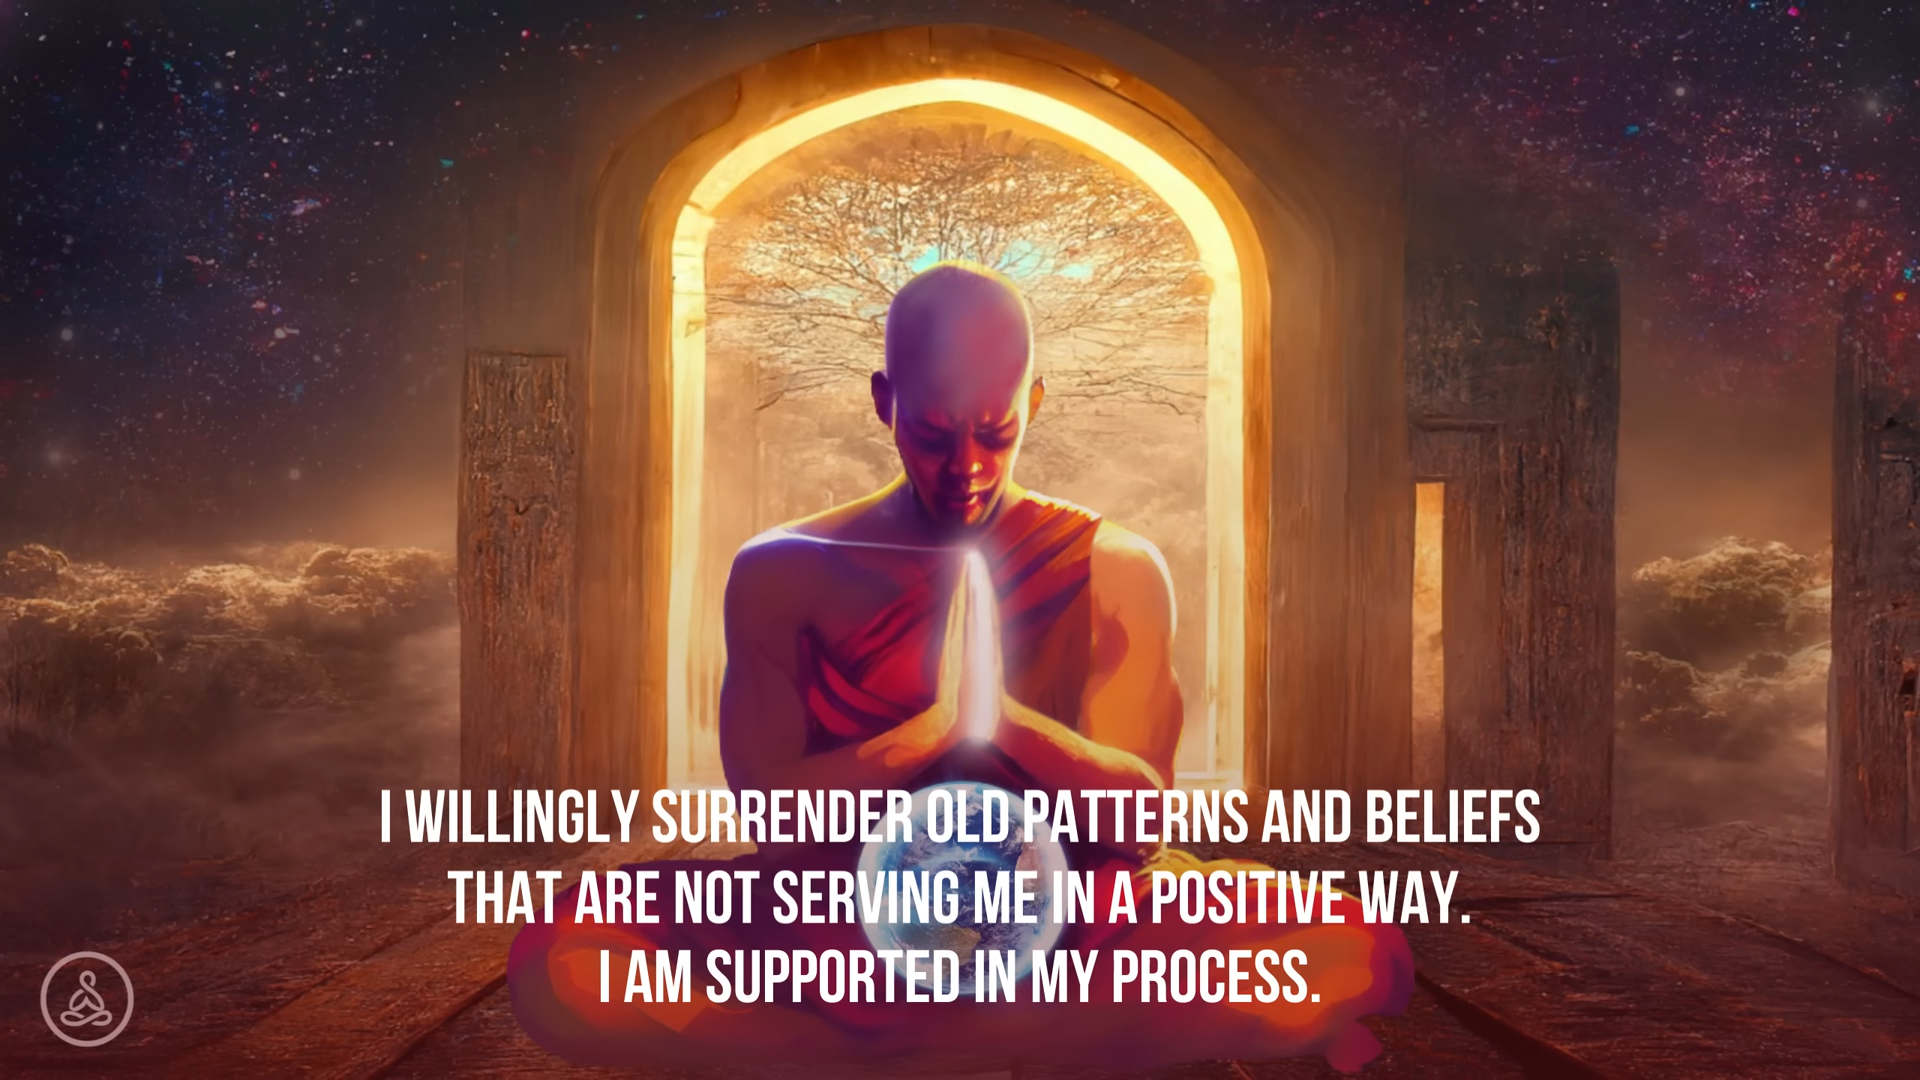 I WILLINGLY SURRENDER OLD PATTERNS AND BELIEFS
THAT ARE NOT SERVING ME IN A POSITIVE WAY.
I AM SUPPORTED IN MY PROCESS.